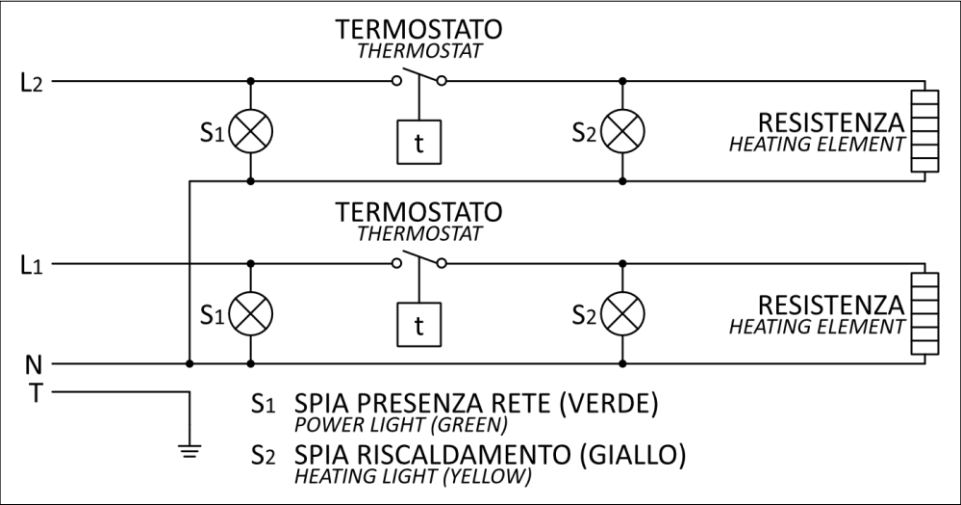 TERMOSTATO
THERMOSTAT
L2
S1
t
S2
RESISTENZA
HEATING ELEMENT
TERMOSTATO
THERMOSTAT
L1
S1
t
S2
RESISTENZA
HEATING ELEMENT
N
T
S1 SPIA PRESENZA RETE (VERDE)
POWER LIGHT (GREEN)
S2 SPIA RISCALDAMENTO (GIALLO)
HEATING LIGHT (YELLOW)